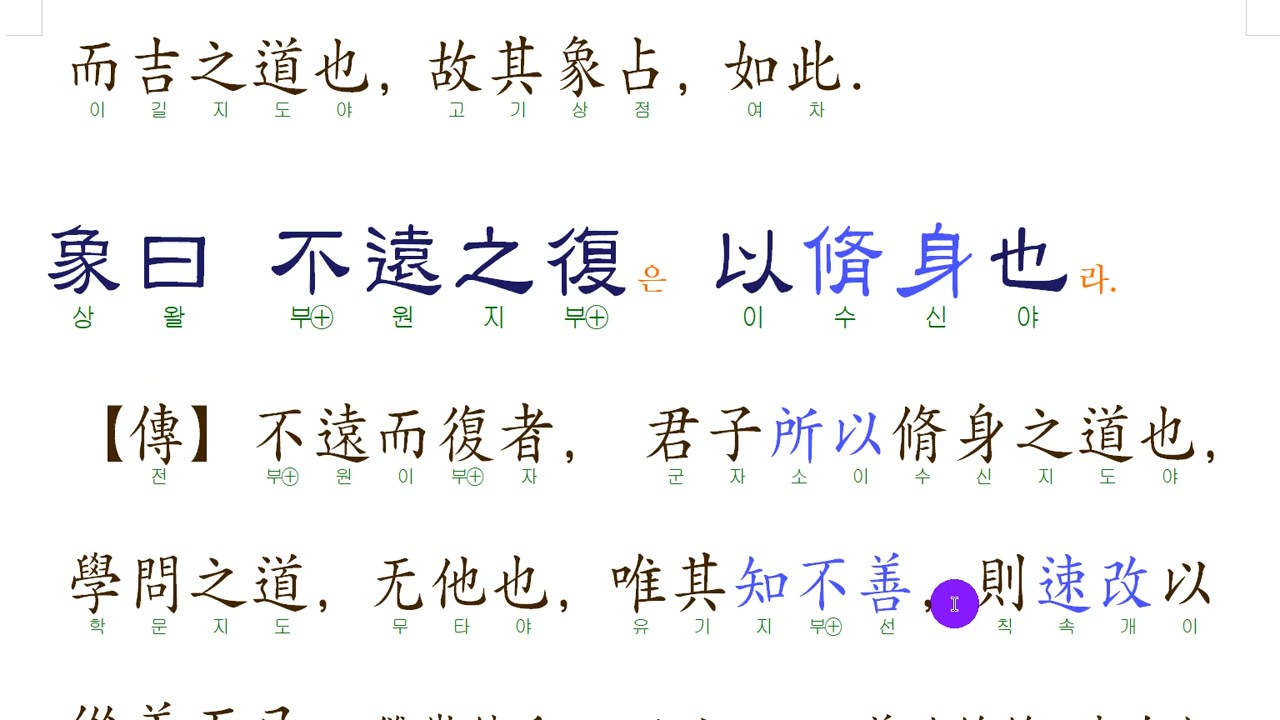 而吉之道也, 故其象占, 如此.
이 길 지 도 야 고 기 상 점 여 차
象曰 不遠之復은 以脩身也라.
상 왈 부⊕ 원 지 부⊕ 이 수 신 야
【傳】 不遠而復者, 君子所以脩身之道也,
전 부⊕ 원 이 부⊕ 자 군 자 소 이 수 신 지 도 야
學問之道, 无他也, 唯其知不善, 則速改以
학 문 지 도 무 타 야 유 기 지 부⊕ 선 칙 속 개 이